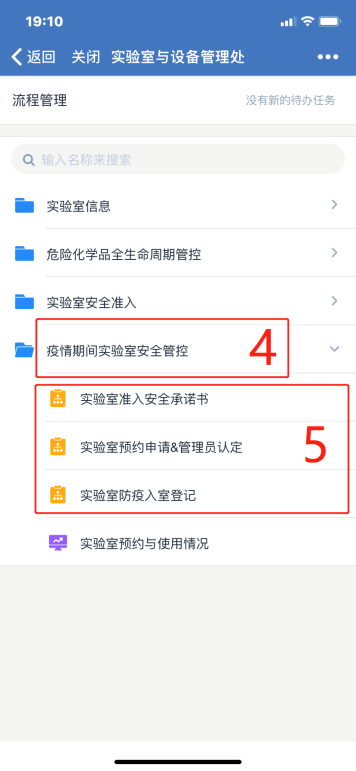 19:10
返回 关闭 实验室与设备管理处
流程管理 没有新的待办任务
输入名称来搜索
实验室信息
危险化学品全生命周期管控
实验室安全准入
疫情期间实验室安全管控 4
实验室准入安全承诺书
实验室预约申请&管理员认定 5
实验室防疫入室登记
实验室预约与使用情况